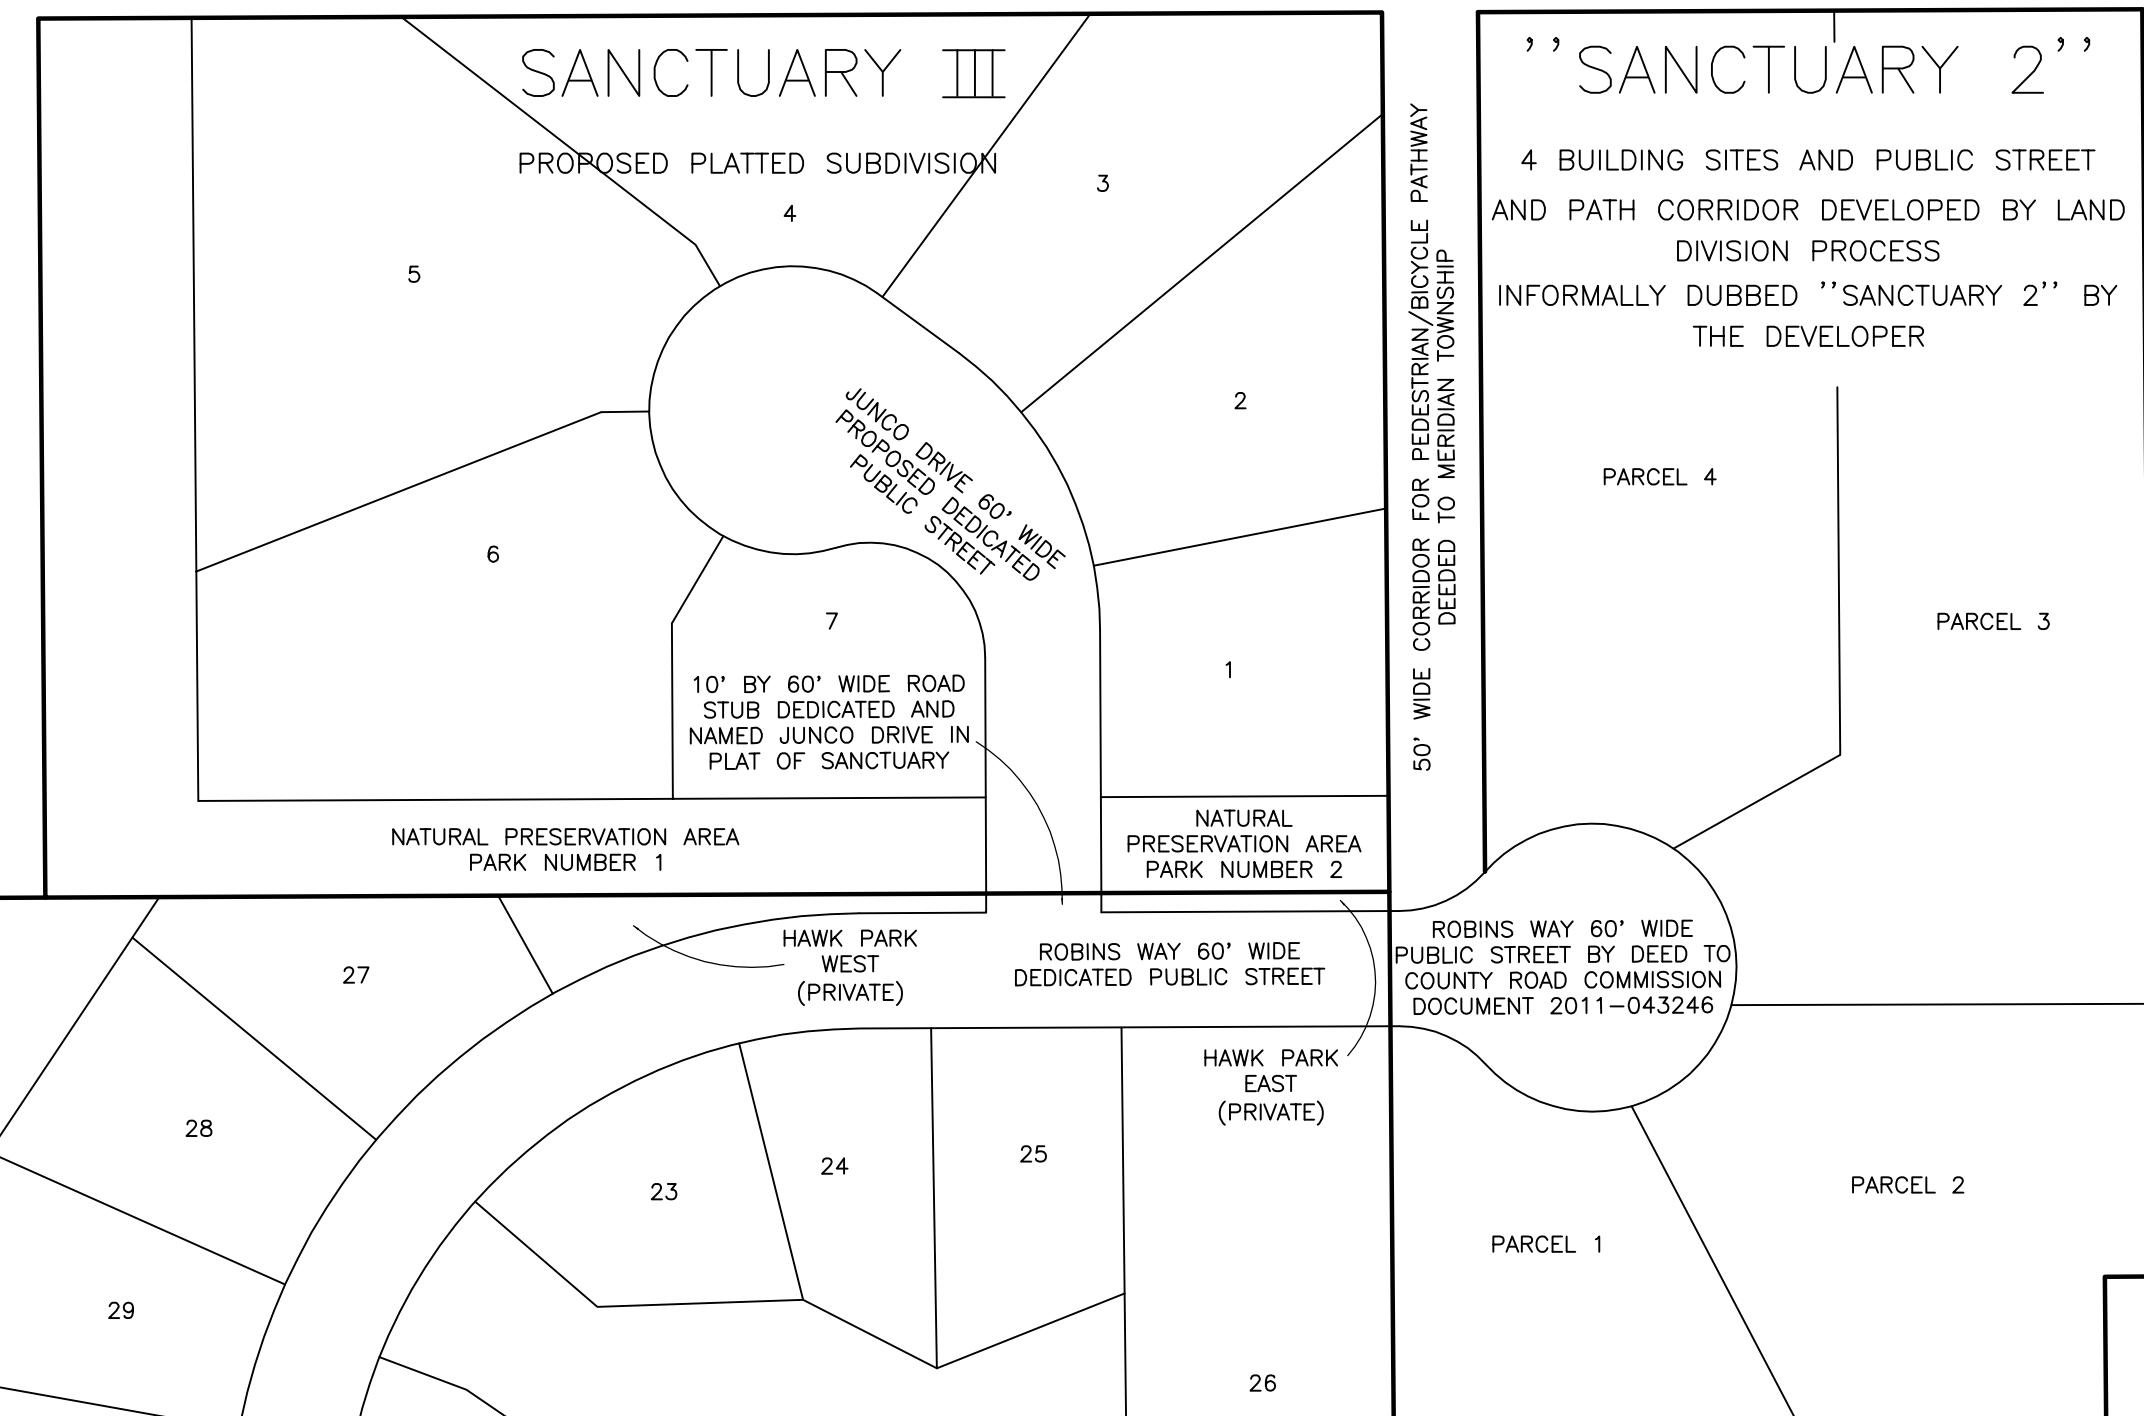 SANCTUARY III
PROPOSED PLATTED SUBDIVISION
3
4
5
2
JUNCO DRIVE 60' WIDE
PROPOSED DEDICATED
PUBLIC STREET
6
7
1
10' BY 60' WIDE ROAD
STUB DEDICATED AND
NAMED JUNCO DRIVE IN
PLAT OF SANCTUARY
NATURAL PRESERVATION AREA
PARK NUMBER 1
NATURAL
PRESERVATION AREA
PARK NUMBER 2
50' WIDE CORRIDOR FOR PEDESTRIAN/BICYCLE PATHWAY
DEEDED TO MERIDIAN TOWNSHIP
''SANCTUARY 2''
4 BUILDING SITES AND PUBLIC STREET
AND PATH CORRIDOR DEVELOPED BY LAND
DIVISION PROCESS
INFORMALLY DUBBED ''SANCTUARY 2'' BY
THE DEVELOPER
PARCEL 4
PARCEL 3
HAWK PARK
WEST
(PRIVATE)
ROBINS WAY 60' WIDE
DEDICATED PUBLIC STREET
ROBINS WAY 60' WIDE
PUBLIC STREET BY DEED TO
COUNTY ROAD COMMISSION
DOCUMENT 2011-043246
HAWK PARK
EAST
(PRIVATE)
27
28
29
23
24
25
26
PARCEL 2
PARCEL 1